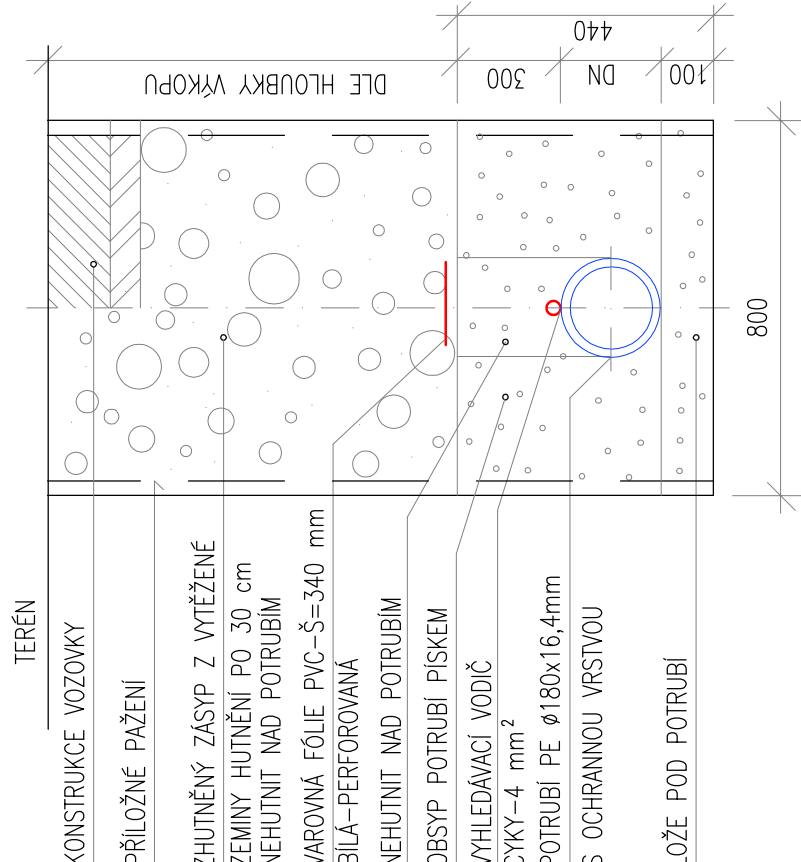 TERÉN
KONSTRUKCE VOZOVKY
PŘÍLOŽNÉ PAŽENÍ
ZHUTNĚNÝ ZÁSYP Z VYTĚŽENÉ
ZEMINY HUTNĚNÍ PO 30 cm
NEHUTNIT NAD POTRUBÍM
VAROVNÁ FÓLIE PVC-Š=340 mm
BÍLÁ-PERFOROVANÁ
NEHUTNIT NAD POTRUBÍM
OBSYP POTRUBÍ PÍSKEM
VYHLEDÁVACÍ VODIČ
CYKY-4 mm²
POTRUBÍ PE ø180x16,4mm
S OCHRANNOU VRSTVOU
LOŽE POD POTRUBÍ
DLE HLOUBKY VÝKOPU
300
DN
100
440
800